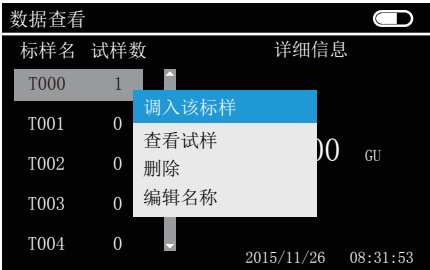 数据查看
标样名 试样数 详细信息
T000 1
调入该标样
T001 0
查看试样
00 GU
T002 0
删除
T003 0
编辑名称
T004 0
2015/11/26 08:31:53